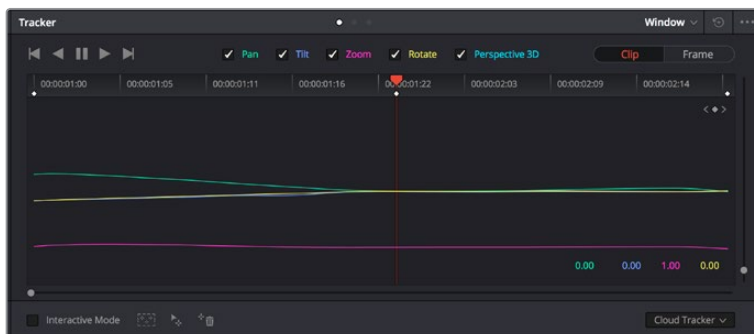 Tracker Window
Pan Tilt Zoom Rotate Perspective 3D Clip Frame
00:00:01:00 00:00:01:05 00:00:01:11 00:00:01:16 00:00:01:22 00:00:02:03 00:00:02:09 00:00:02:14
0.00 0.00 1.00 0.00
Interactive Mode Cloud Tracker